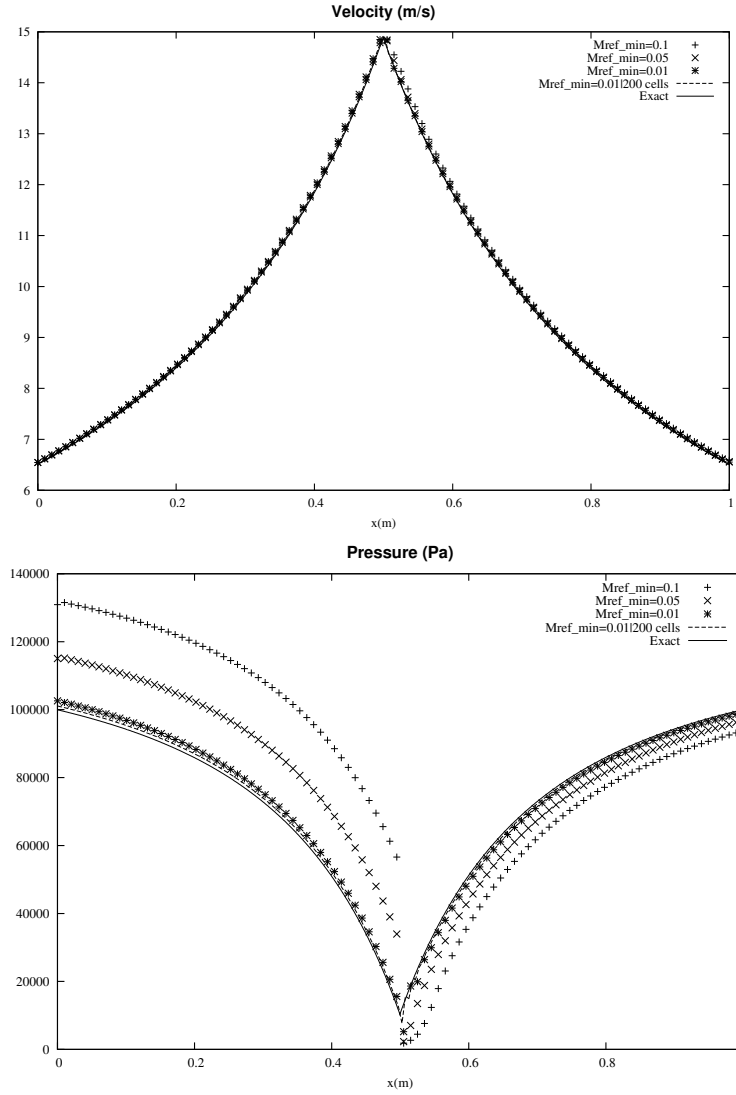 Velocity (m/s)
15
14
13
12
11
10
9
8
7
6
0
0.2
0.4
0.6
0.8
1
x(m)
Mref_min=0.1
Mref_min=0.05
Mref_min=0.01
Mref_min=0.01|200 cells
Exact
Pressure (Pa)
140000
120000
100000
80000
60000
40000
20000
0
0
0.2
0.4
0.6
0.8
x(m)
Mref_min=0.1
Mref_min=0.05
Mref_min=0.01
Mref_min=0.01|200 cells
Exact